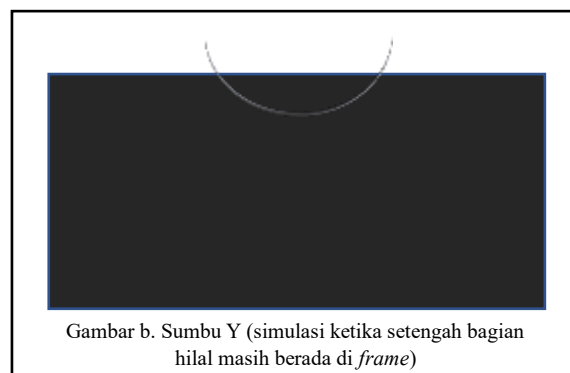 Gambar b. Sumbu Y (simulasi ketika setengah bagian
hilal masih berada di frame)